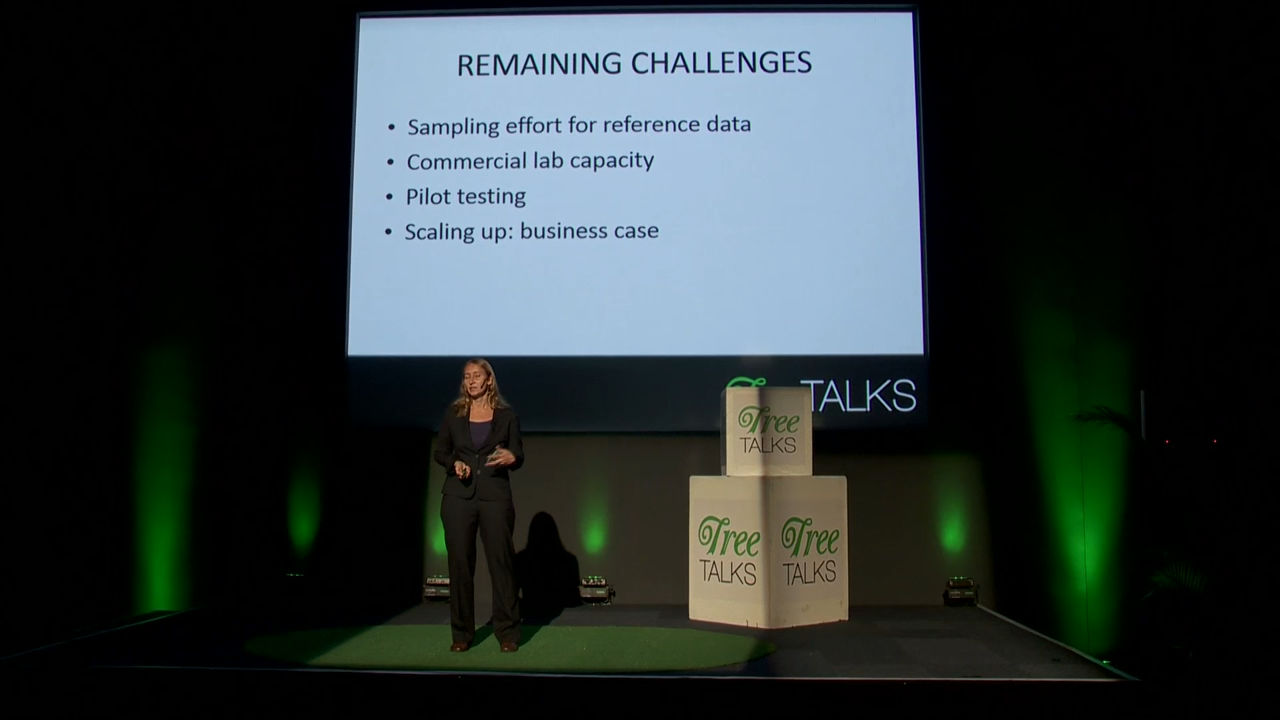 REMAINING CHALLENGES
• Sampling effort for reference data
• Commercial lab capacity
• Pilot testing
• Scaling up: business case
TALKS
Tree
TALKS
Tree
TALKS
Tree
TALKS